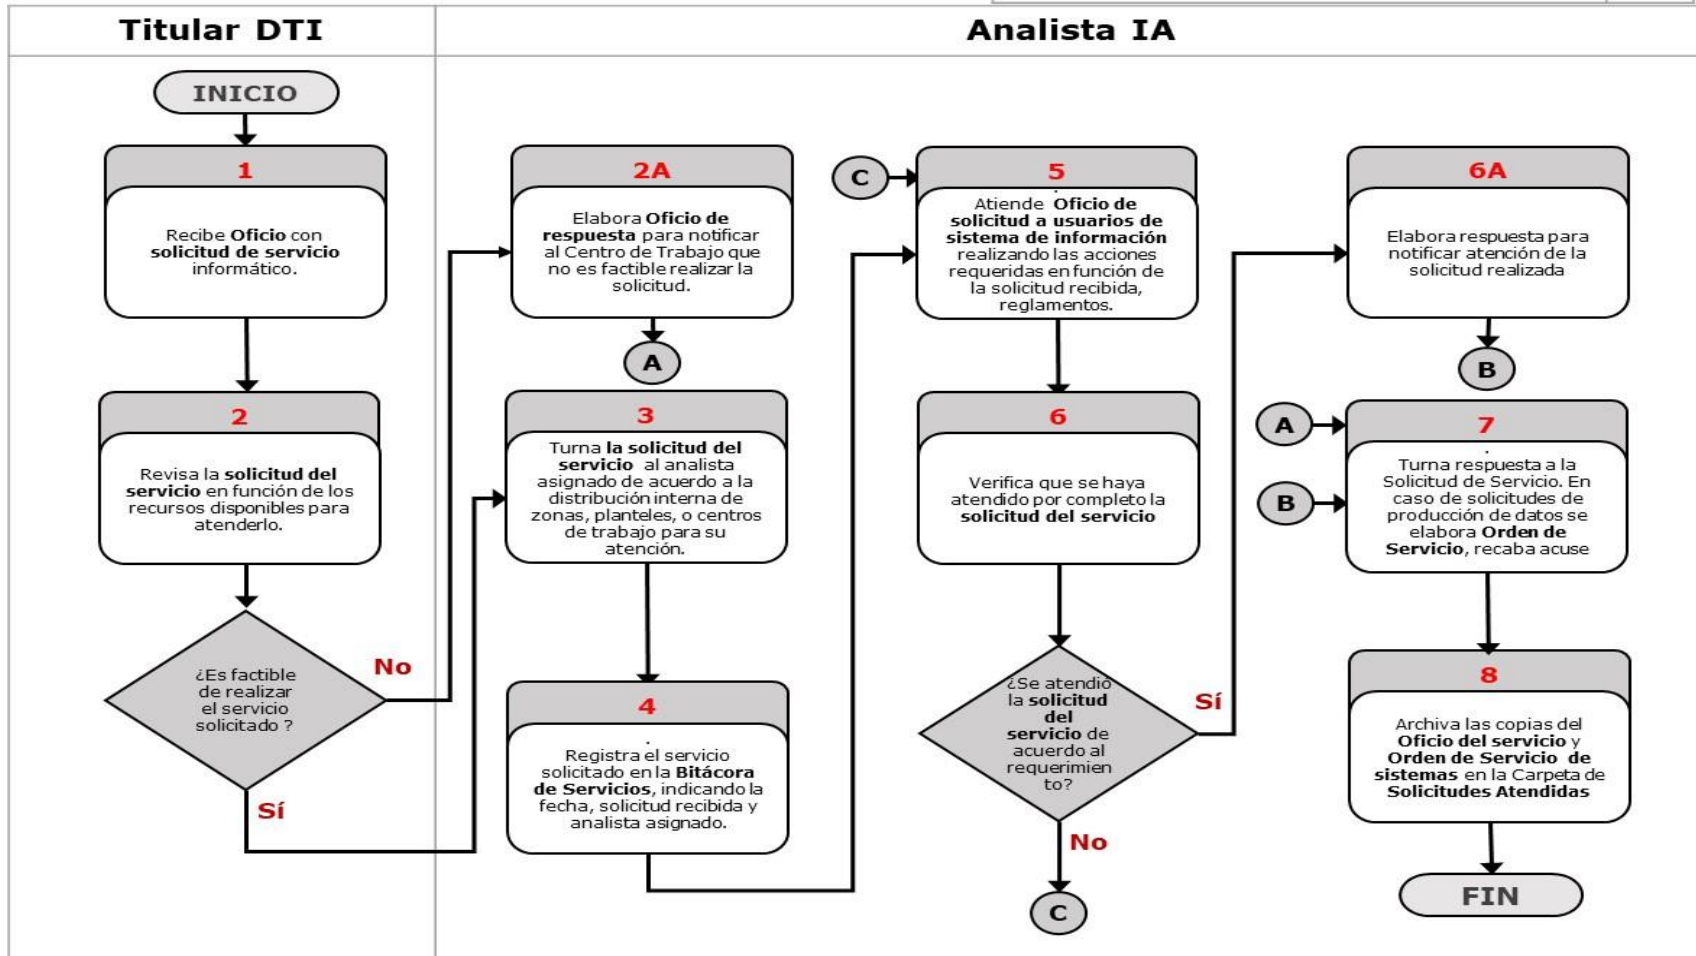 Titular DTI
Analista IA
INICIO
1
Recibe Oficio con
solicitud de servicio
informático.
2
Revisa la solicitud del
servicio en función de los
recursos disponibles para
atenderlo.
¿Es factible
de realizar
el servicio
solicitado ?
No
Sí
2A
Elabora Oficio de
respuesta para notificar
al Centro de Trabajo que
no es factible realizar la
solicitud.
A
3
Turna la solicitud del
servicio al analista
asignado de acuerdo a la
distribución interna de
zonas, planteles, o centros
de trabajo para su
atención.
4
.
Registra el servicio
solicitado en la Bitácora
de Servicios, indicando la
fecha, solicitud recibida y
analista asignado.
C
5
.
Atiende Oficio de
solicitud a usuarios de
sistema de información
realizando las acciones
requeridas en función de
la solicitud recibida,
reglamentos.
6
Verifica que se haya
atendido por completo la
solicitud del servicio
¿Se atendió
la solicitud
del
servicio de
acuerdo al
requerimien
to?
Sí
No
C
6A
Elabora respuesta para
notificar atención de la
solicitud realizada
B
A
B
7
.
Turna respuesta a la
Solicitud de Servicio. En
caso de solicitudes de
producción de datos se
elabora Orden de
Servicio, recaba acuse
8
Archiva las copias del
Oficio del servicio y
Orden de Servicio de
sistemas en la Carpeta de
Solicitudes Atendidas
FIN